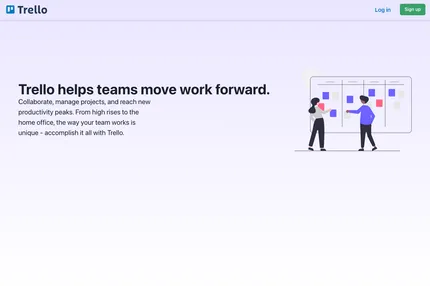 Trello
Log in
Sign up
Trello helps teams move work forward.
Collaborate, manage projects, and reach new
productivity peaks. From high rises to the
home office, the way your team works is
unique - accomplish it all with Trello.